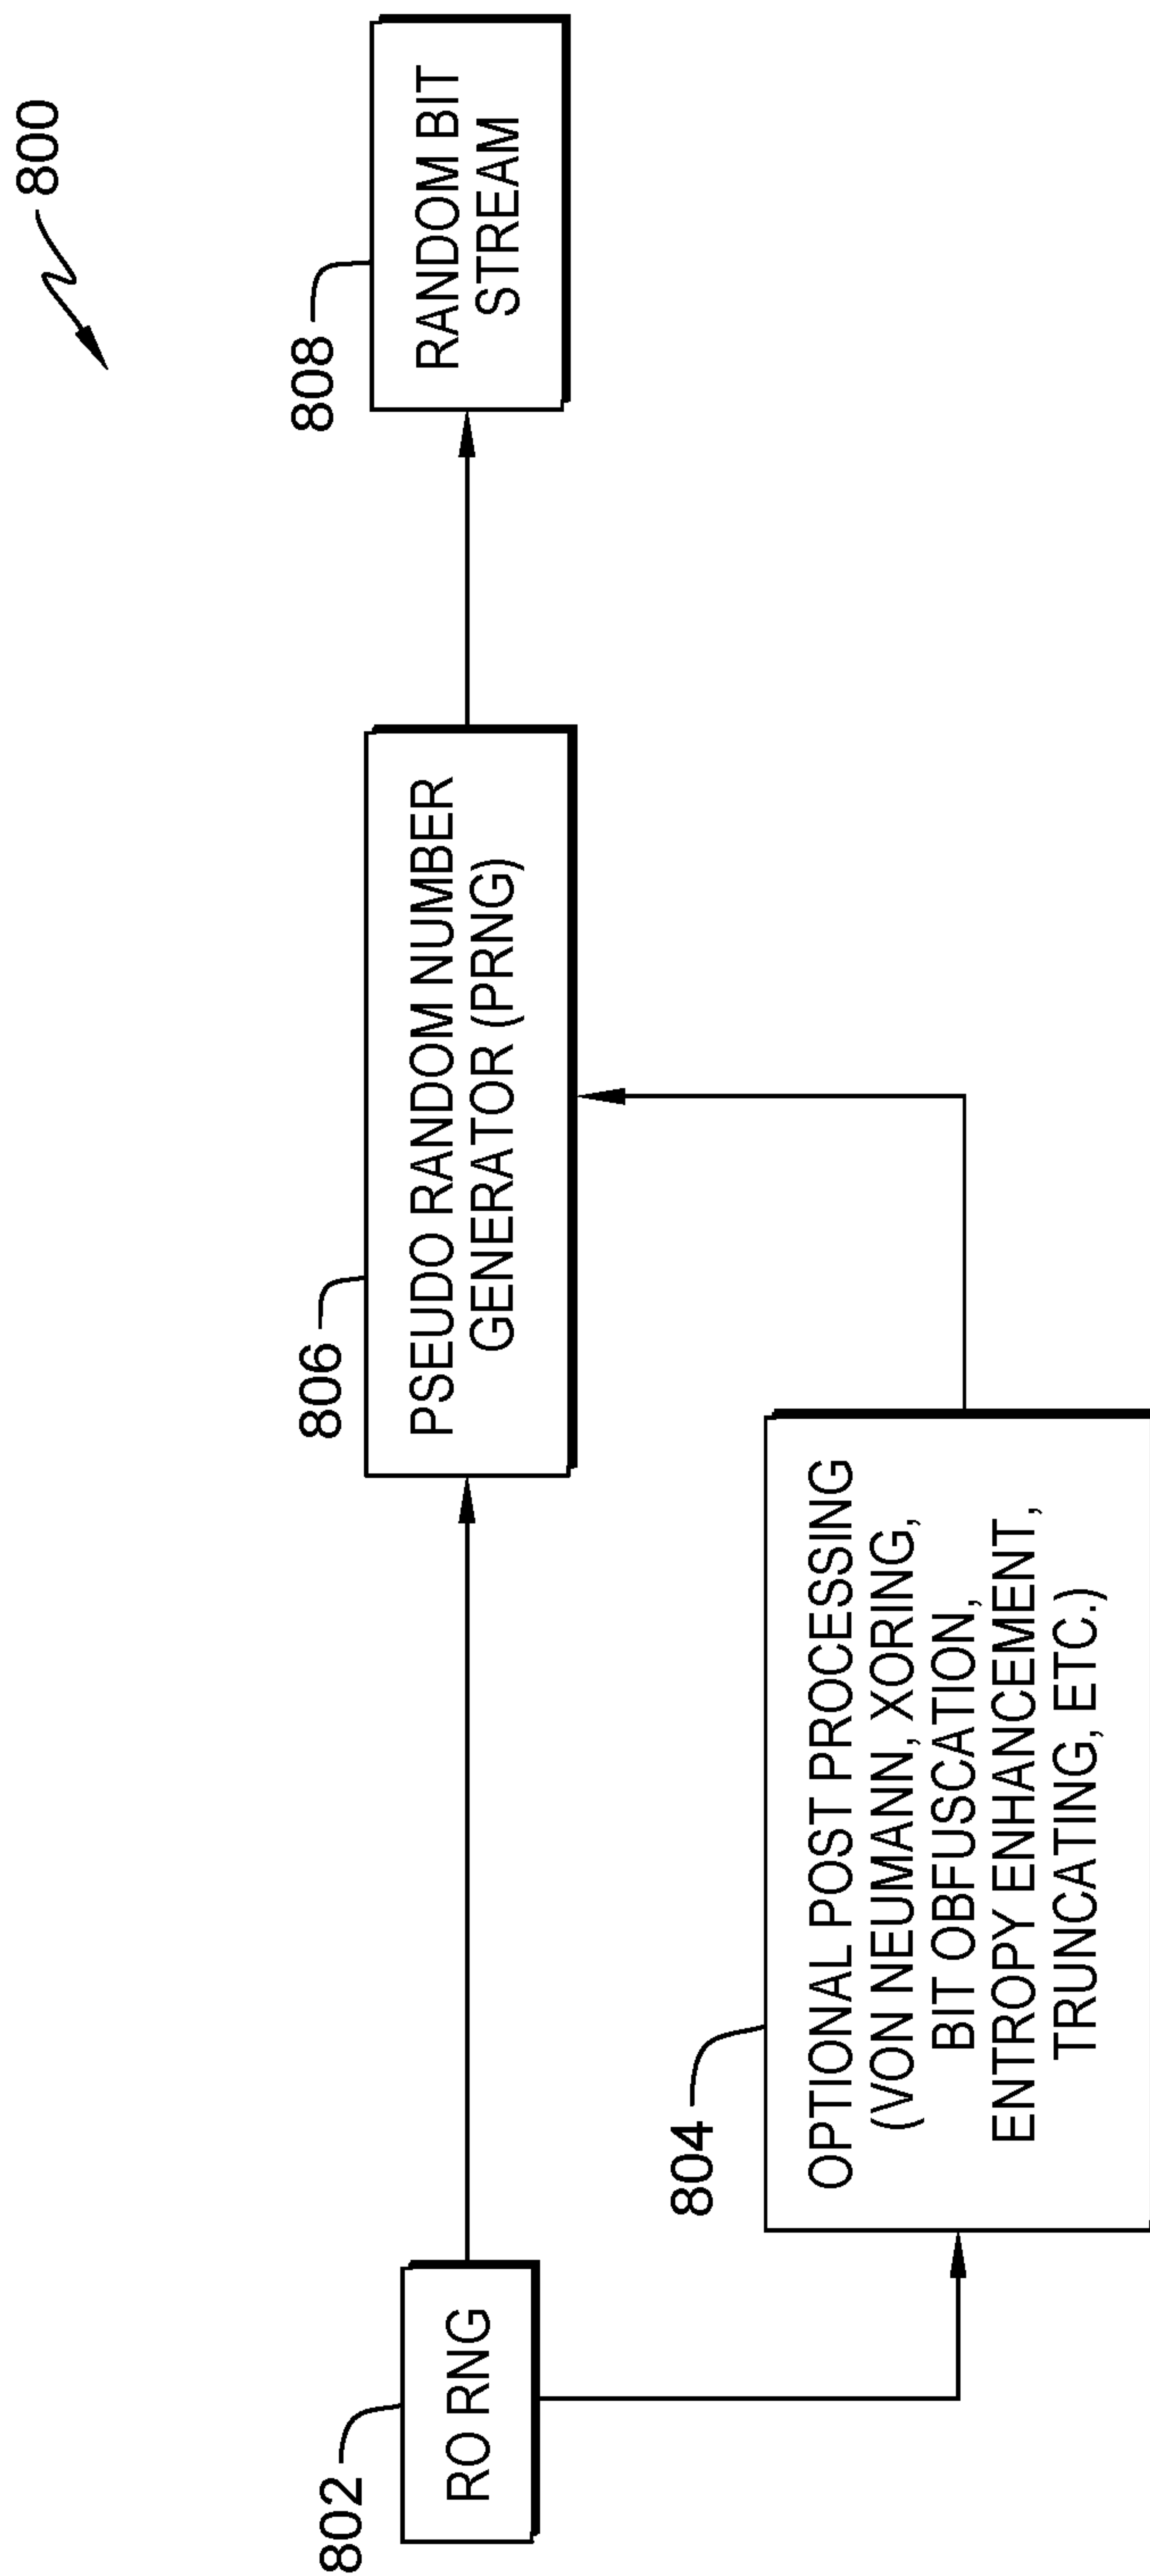 800
802
RO RNG
806
PSEUDO RANDOM NUMBER
GENERATOR (PRNG)
808
RANDOM BIT
STREAM
804
OPTIONAL POST PROCESSING
(VON NEUMANN, XORING,
BIT OBFUSCATION,
ENTROPY ENHANCEMENT,
TRUNCATING, ETC.)